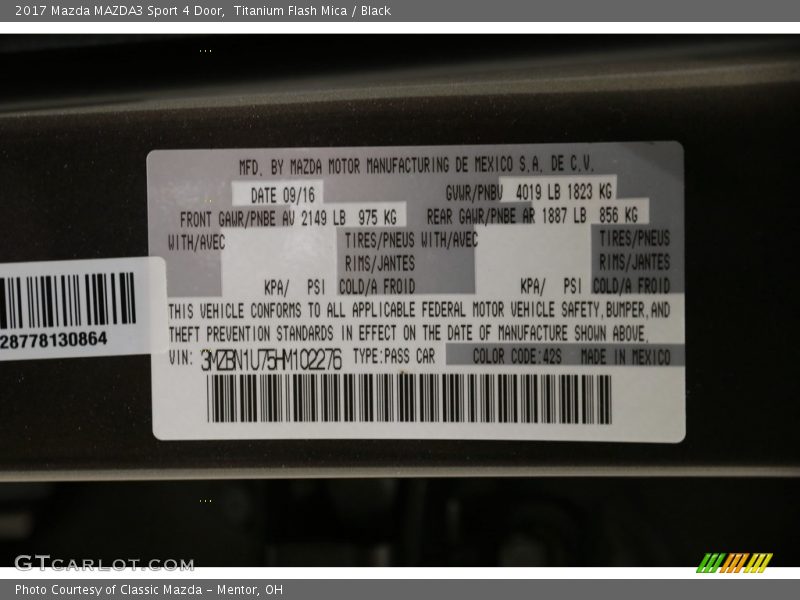 2017 Mazda MAZDA3 Sport 4 Door,  Titanium Flash Mica / Black
MFD. BY MAZDA MOTOR MANUFACTURING DE MEXICO S.A. DE C.V.
DATE 09/16 GVWR/PNBV 4019 LB 1823 KG
FRONT GAWR/PNBE AV 2149 LB 975 KG REAR GAWR/PNBE AR 1887 LB 856 KG
WITH/AVEC TIRES/PNEUS WITH/AVEC TIRES/PNEUS
RIMS/JANTES RIMS/JANTES
KPA/ PSI COLD/A FROID KPA/ PSI COLD/A FROID
THIS VEHICLE CONFORMS TO ALL APPLICABLE FEDERAL MOTOR VEHICLE SAFETY, BUMPER, AND
THEFT PREVENTION STANDARDS IN EFFECT ON THE DATE OF MANUFACTURE SHOWN ABOVE.
28778130864
VIN: 3MZBN1U75HM102276 TYPE:PASS CAR COLOR CODE:42S MADE IN MEXICO
GTCARLOT.COM
Photo Courtesy of Classic Mazda - Mentor, OH